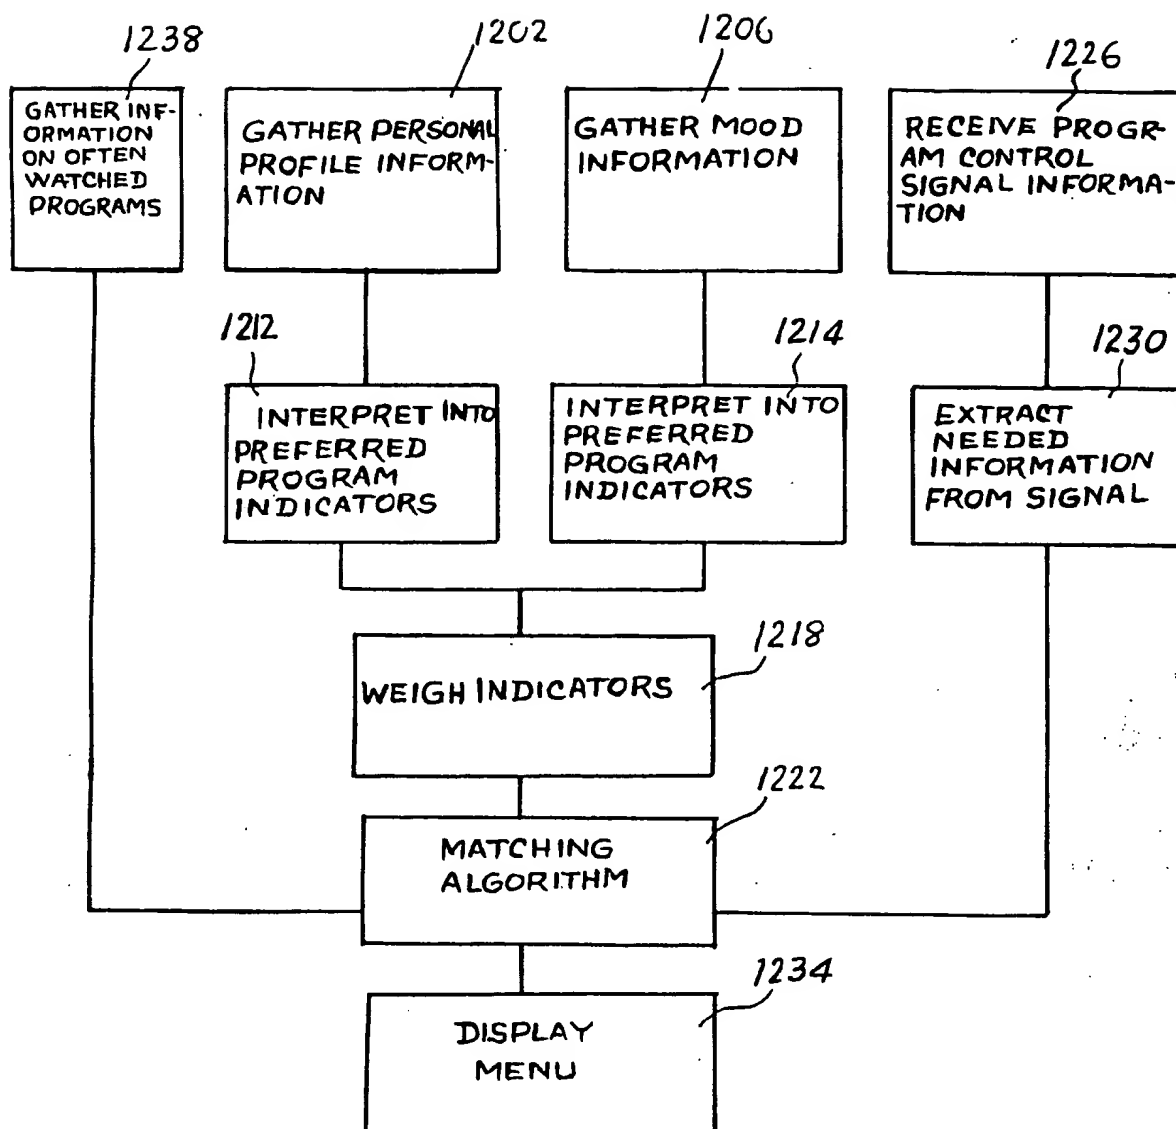 1238
1202
1206
1226
GATHER INF-
ORMATION
ON OFTEN
WATCHED
PROGRAMS
GATHER PERSONAL
PROFILE INFORM-
ATION
GATHER MOOD
INFORMATION
RECEIVE PROGR-
AM CONTROL
SIGNAL INFORMA-
TION
1212
1214
1230
INTERPRET INTO
PREFERRED
PROGRAM
INDICATORS
INTERPRET INTO
PREFERRED
PROGRAM
INDICATORS
EXTRACT
NEEDED
INFORMATION
FROM SIGNAL
1218
WEIGH INDICATORS
1222
MATCHING
ALGORITHM
1234
DISPLAY
MENU